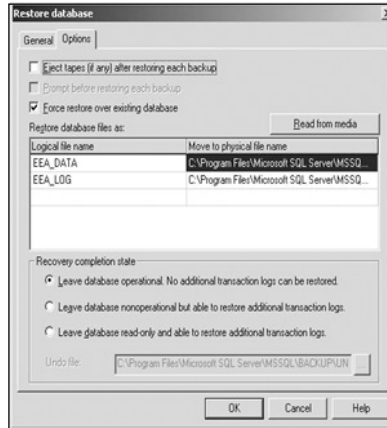 Restore database
General Options
Eject tapes (if any) after restoring each backup
Prompt before restoring each backup
Force restore over existing database
Restore database files as:
Read from media
Logical file name Move to physical file name
EEA_DATA C:\Program Files\Microsoft SQL Server\MSSQ...
EEA_LOG C:\Program Files\Microsoft SQL Server\MSSQ...
Recovery completion state
Leave database operational. No additional transaction logs can be restored.
Leave database nonoperational but able to restore additional transaction logs.
Leave database read-only and able to restore additional transaction logs.
Undo file: C:\Program Files\Microsoft SQL Server\MSSQL\BACKUP\UN ...
OK Cancel Help